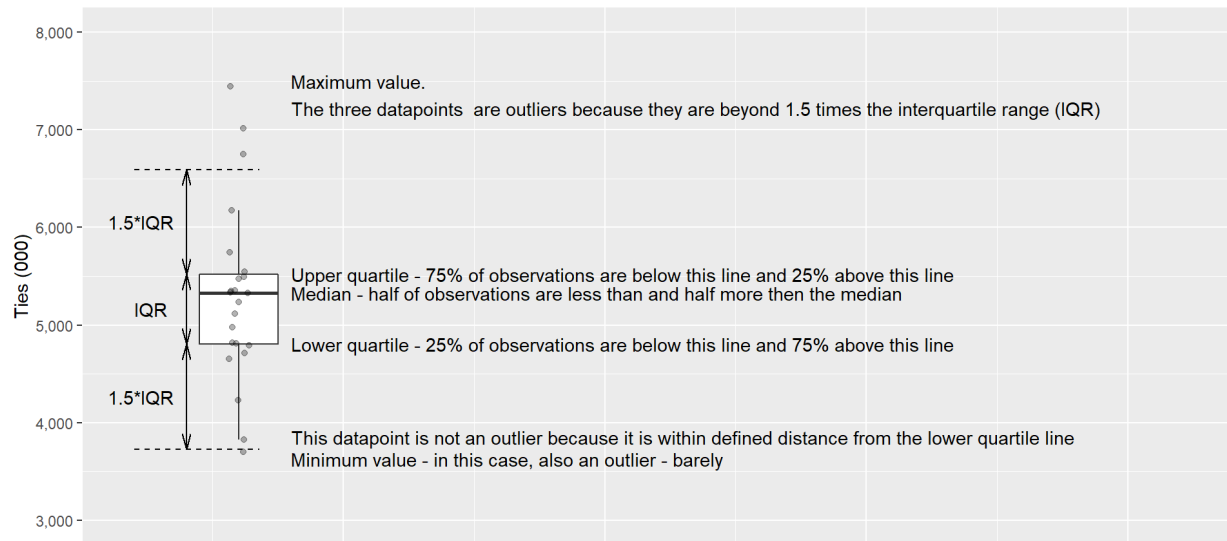 8,000
Maximum value.
The three datapoints  are outliers because they are beyond 1.5 times the interquartile range (IQR)
7,000
1.5*IQR
6,000
Ties (000)
Upper quartile - 75% of observations are below this line and 25% above this line
Median - half of observations are less than and half more then the median
IQR
5,000
Lower quartile - 25% of observations are below this line and 75% above this line
1.5*IQR
4,000
This datapoint is not an outlier because it is within defined distance from the lower quartile line
Minimum value - in this case, also an outlier - barely
3,000